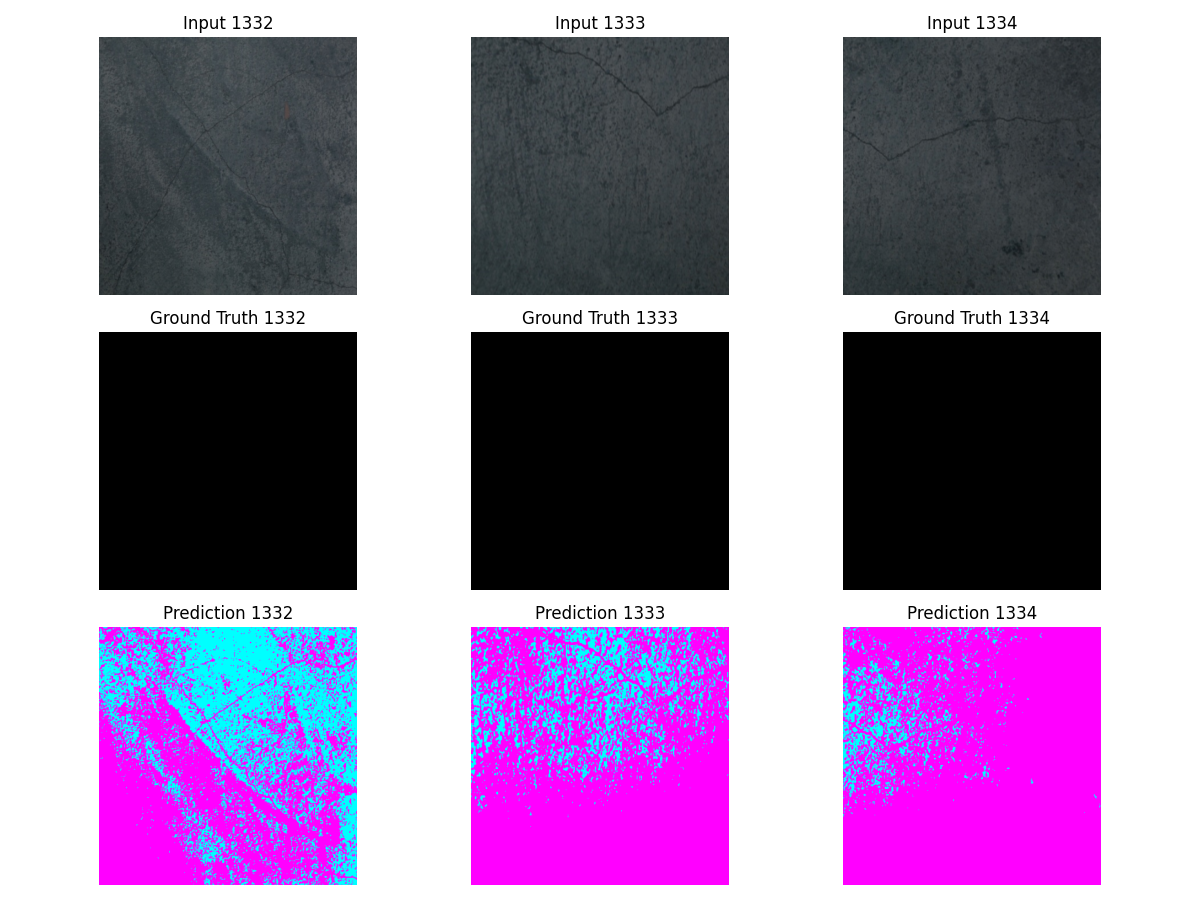 Input 1332
Input 1333
Input 1334
Ground Truth 1332
Ground Truth 1333
Ground Truth 1334
Prediction 1332
Prediction 1333
Prediction 1334